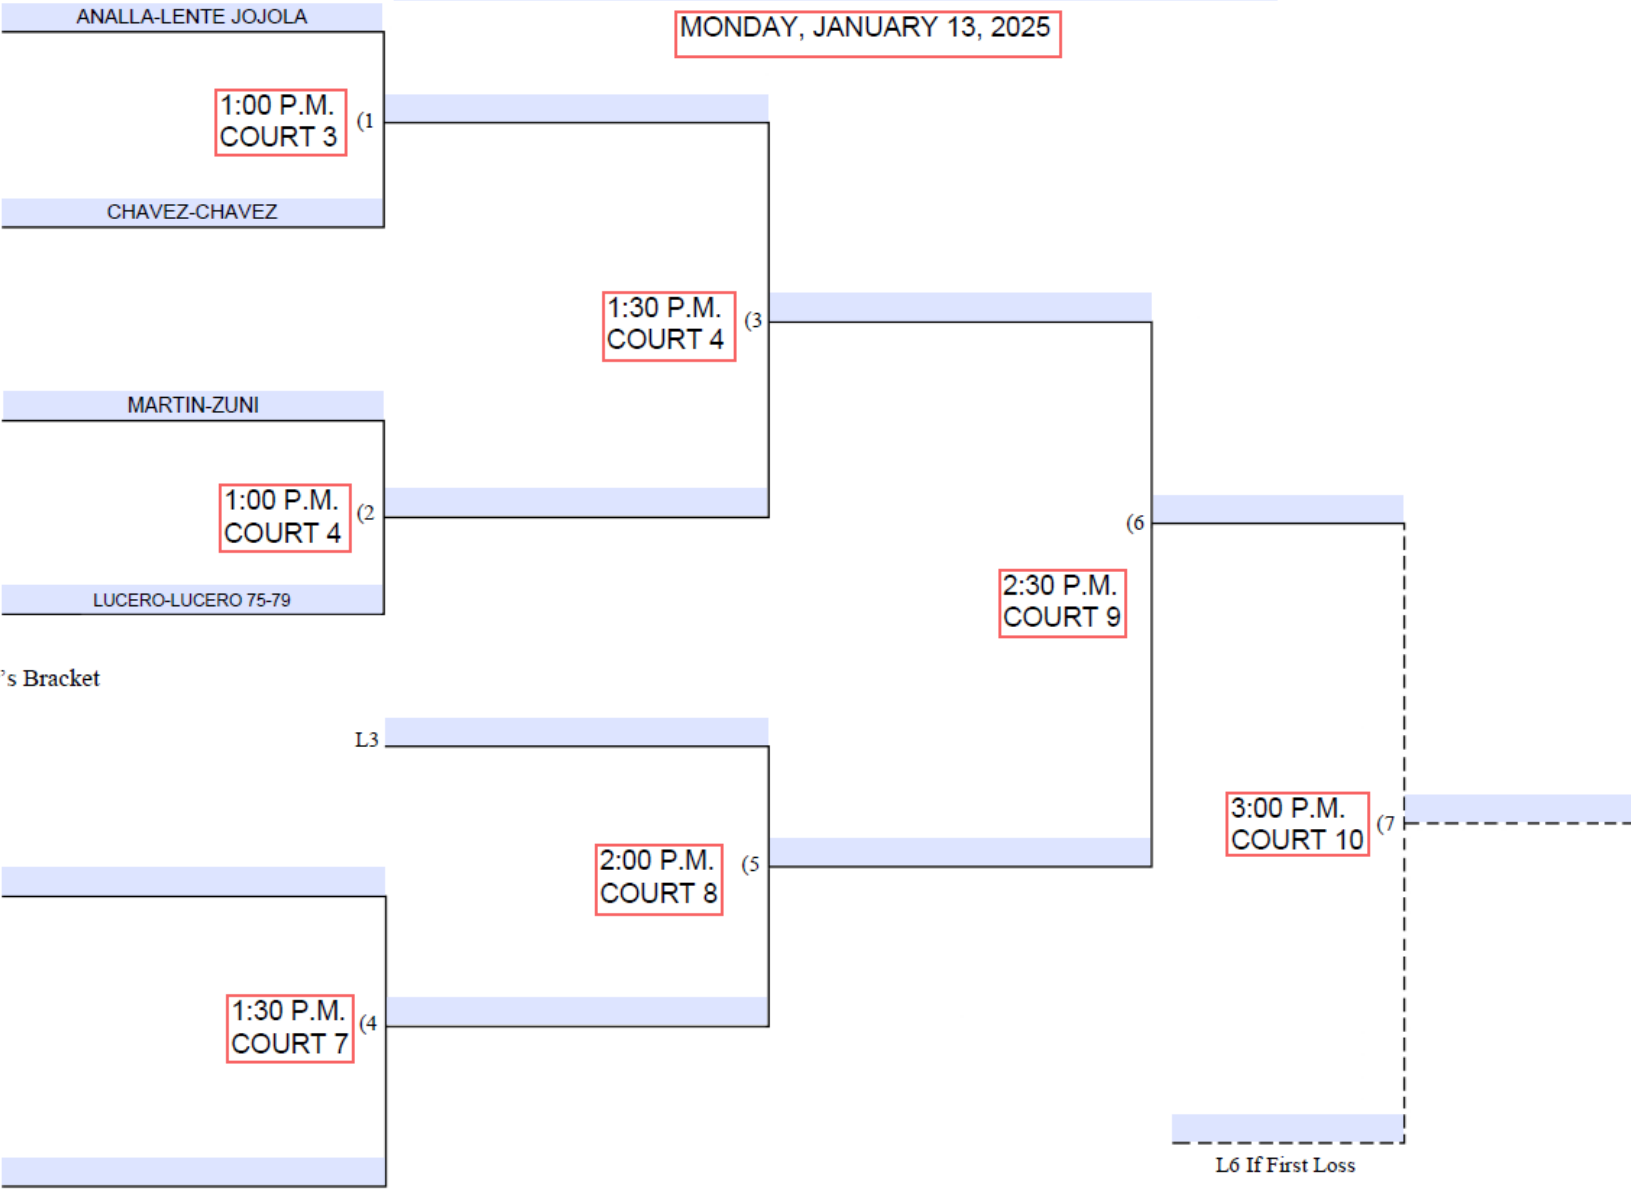 ANALLA-LENTE JOJOLA
MONDAY, JANUARY 13, 2025
1:00 P.M.
COURT 3
(1
CHAVEZ-CHAVEZ
1:30 P.M.
COURT 4
(3
MARTIN-ZUNI
1:00 P.M.
COURT 4
(2
(6
2:30 P.M.
COURT 9
LUCERO-LUCERO 75-79
’s Bracket
L3
3:00 P.M.
COURT 10
(7
2:00 P.M.
COURT 8
(5
1:30 P.M.
COURT 7
(4
L6 If First Loss